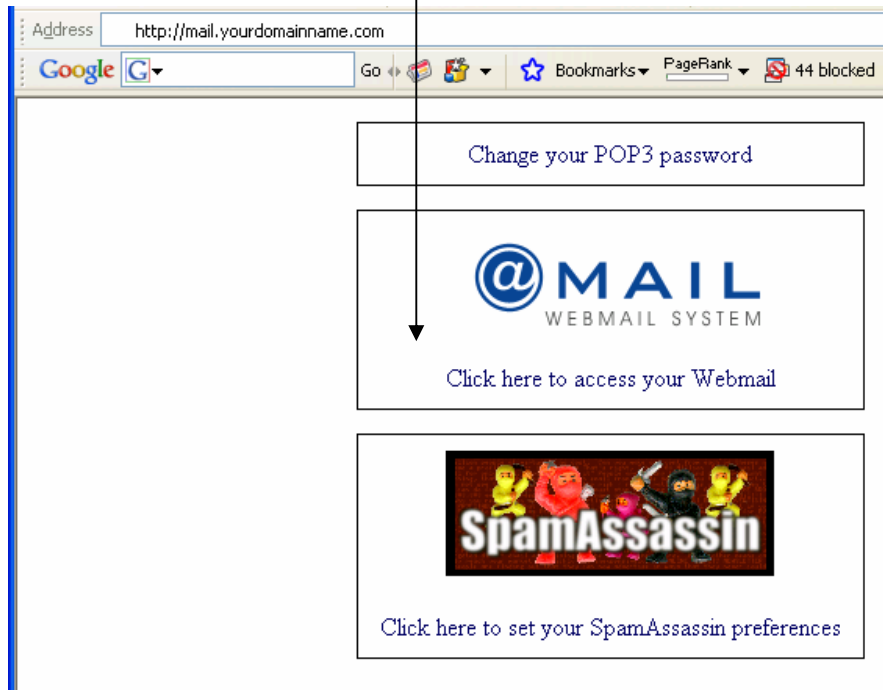 Address http://mail.yourdomainname.com
Google G Go Bookmarks PageRank 44 blocked
Change your POP3 password
@MAIL
WEBMAIL SYSTEM
Click here to access your Webmail
SpamAssassin
Click here to set your SpamAssassin preferences